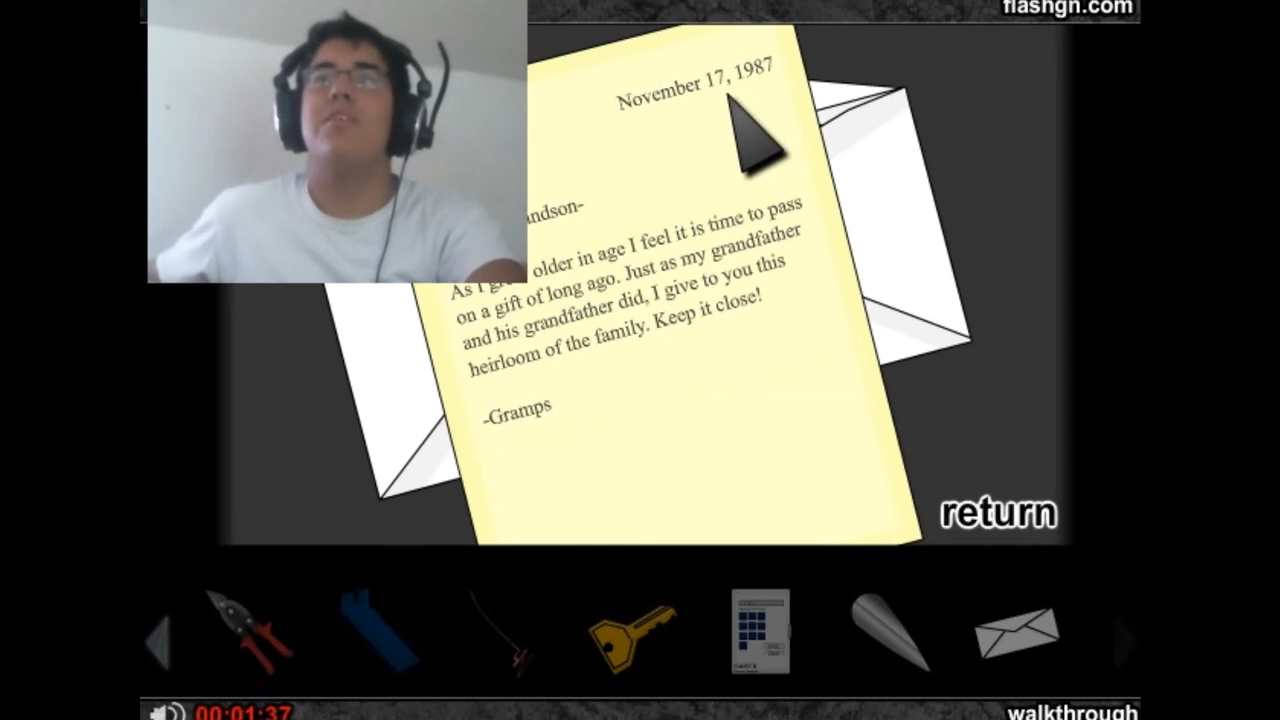 flashgn.com
November 17, 1987
older in age I feel it is time to pass
on a gift of long ago. Just as my grandfather
and his grandfather did, I give to you this
heirloom of the family. Keep it close!
-Gramps
return
00:01:37
walkthrough